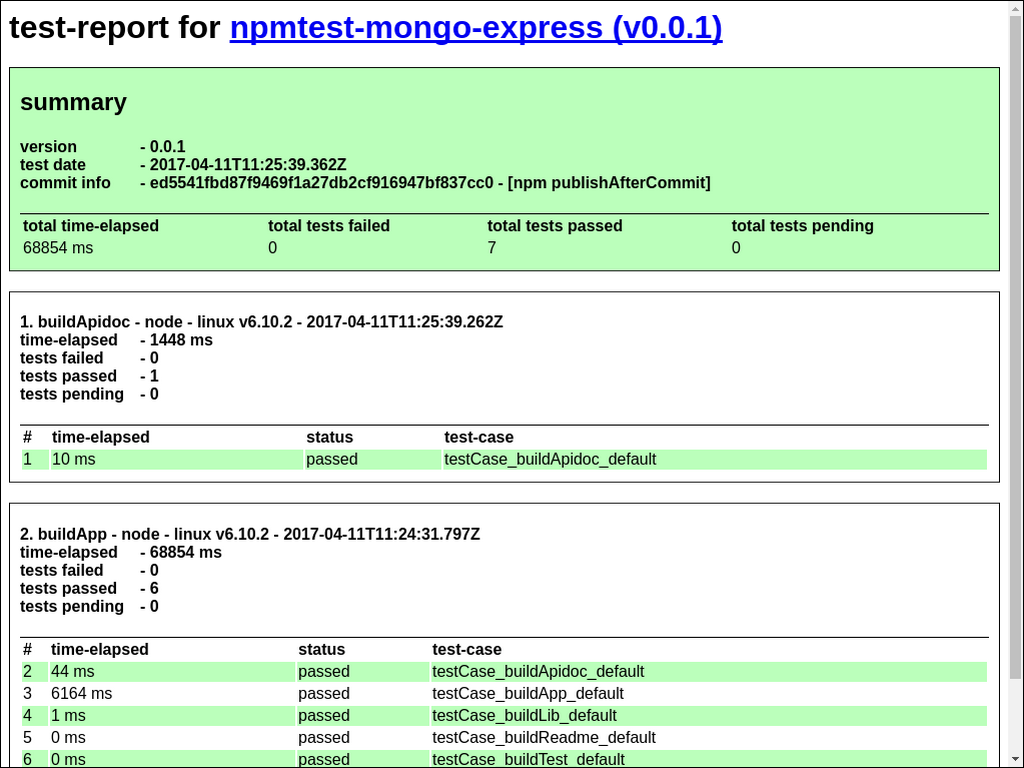 test-report for npmtest-mongo-express (v0.0.1)
summary
version - 0.0.1
test date - 2017-04-11T11:25:39.362Z
commit info - ed5541fbd87f9469f1a27db2cf916947bf837cc0 - [npm publishAfterCommit]
total time-elapsed total tests failed total tests passed total tests pending
68854 ms 0 7 0
1. buildApidoc - node - linux v6.10.2 - 2017-04-11T11:25:39.262Z
time-elapsed - 1448 ms
tests failed - 0
tests passed - 1
tests pending - 0
# time-elapsed status test-case
1 10 ms passed testCase_buildApidoc_default
2. buildApp - node - linux v6.10.2 - 2017-04-11T11:24:31.797Z
time-elapsed - 68854 ms
tests failed - 0
tests passed - 6
tests pending - 0
# time-elapsed status test-case
2 44 ms passed testCase_buildApidoc_default
3 6164 ms passed testCase_buildApp_default
4 1 ms passed testCase_buildLib_default
5 0 ms passed testCase_buildReadme_default
6 0 ms passed testCase_buildTest_default